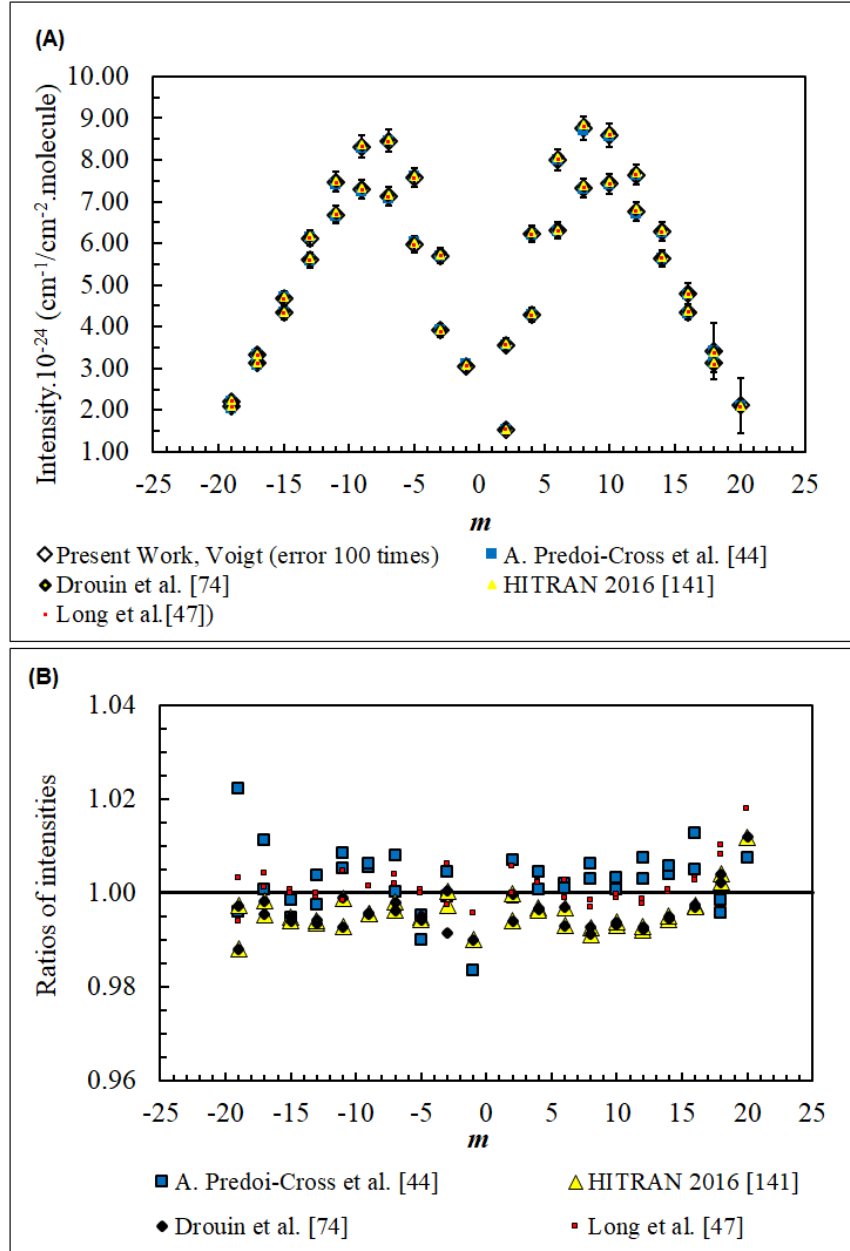 (A)
10.00
9.00
8.00
7.00
6.00
5.00
4.00
3.00
2.00
1.00
Intensity.10-24 (cm-1/cm-2.molecule)
-25 -20 -15 -10 -5 0 5 10 15 20 25
m
Present Work, Voigt (error 100 times) A. Predoi-Cross et al. [44]
Drouin et al. [74] HITRAN 2016 [141]
Long et al.[47])
(B)
1.04
1.02
1.00
0.98
0.96
Ratios of intensities
-25 -20 -15 -10 -5 0 5 10 15 20 25
m
A. Predoi-Cross et al. [44] HITRAN 2016 [141]
Drouin et al. [74] Long et al. [47]